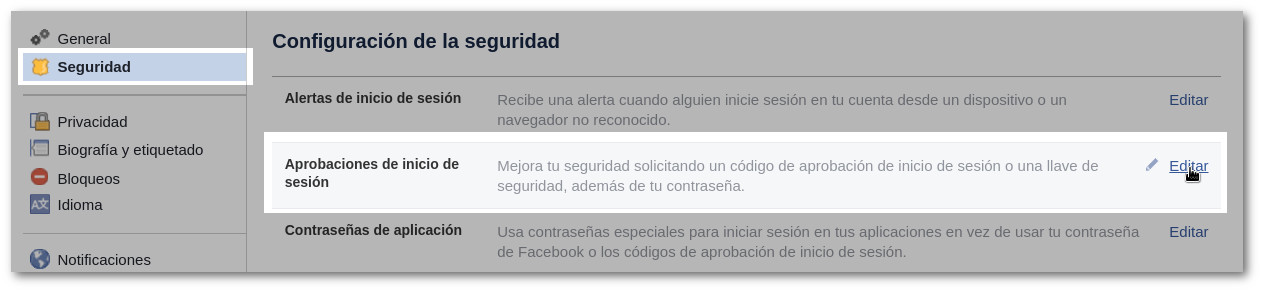 General
Seguridad
Privacidad
Biografía y etiquetado
Bloqueos
Idioma
Notificaciones
Configuración de la seguridad
Alertas de inicio de sesión
Recibe una alerta cuando alguien inicie sesión en tu cuenta desde un dispositivo o un
navegador no reconocido.
Editar
Aprobaciones de inicio de
sesión
Mejora tu seguridad solicitando un código de aprobación de inicio de sesión o una llave de
seguridad, además de tu contraseña.
Editar
Contraseñas de aplicación
Usa contraseñas especiales para iniciar sesión en tus aplicaciones en vez de usar tu contraseña
de Facebook o los códigos de aprobación de inicio de sesión.
Editar